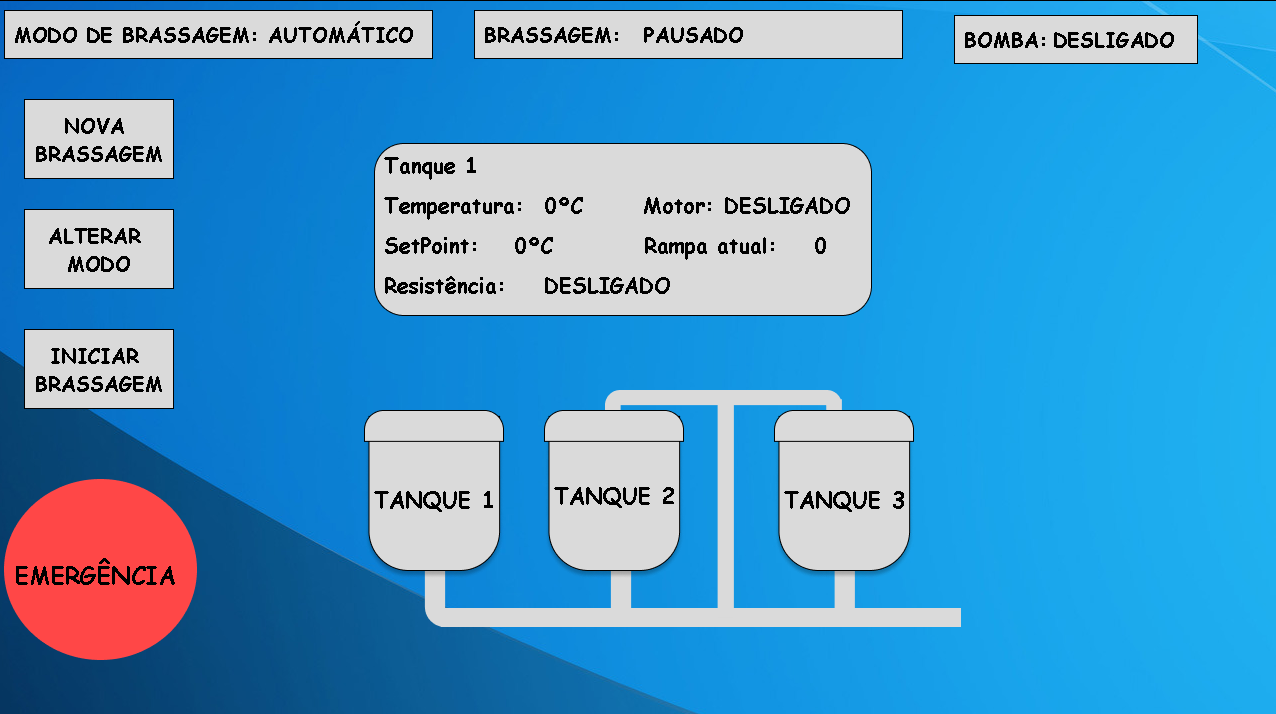 MODO DE BRASSAGEM: AUTOMÁTICO
BRASSAGEM: PAUSADO
BOMBA: DESLIGADO
NOVA
BRASSAGEM
ALTERAR
MODO
INICIAR
BRASSAGEM
EMERGÊNCIA
Tanque 1
Temperatura: 0ºC Motor: DESLIGADO
SetPoint: 0ºC Rampa atual: 0
Resistência: DESLIGADO
TANQUE 1
TANQUE 2
TANQUE 3